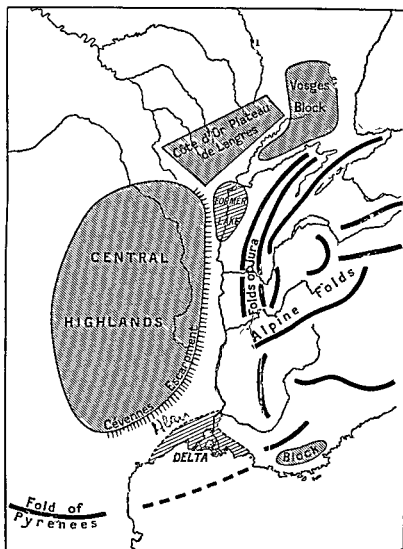 Vosges
Block
Côte d'Or Plateau
de Langres
FORMER
LAKE
CENTRAL
HIGHLANDS
Folds of Jura
Alpine Folds
Cévennes Escarpment
DELTA
Block
Fold of
Pyrenees